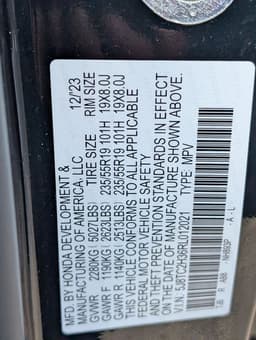 MFD. BY HONDA DEVELOPMENT &
MANUFACTURING OF AMERICA, LLC 12/23
TIRE SIZE RIM SIZE
GVWR 2280KG (5027LBS)
GAWR F 1190KG (2623LBS) 235/55R19 101H 19X8.0J
GAWR R 1140KG (2513LBS) 235/55R19 101H 19X8.0J
THIS VEHICLE CONFORMS TO ALL APPLICABLE
FEDERAL MOTOR VEHICLE SAFETY AND
THEFT PREVENTION STANDARDS IN EFFECT
ON THE DATE OF MANUFACTURE SHOWN ABOVE.
V.I.N.: TYPE: MPV
A88 NH893P - A - L